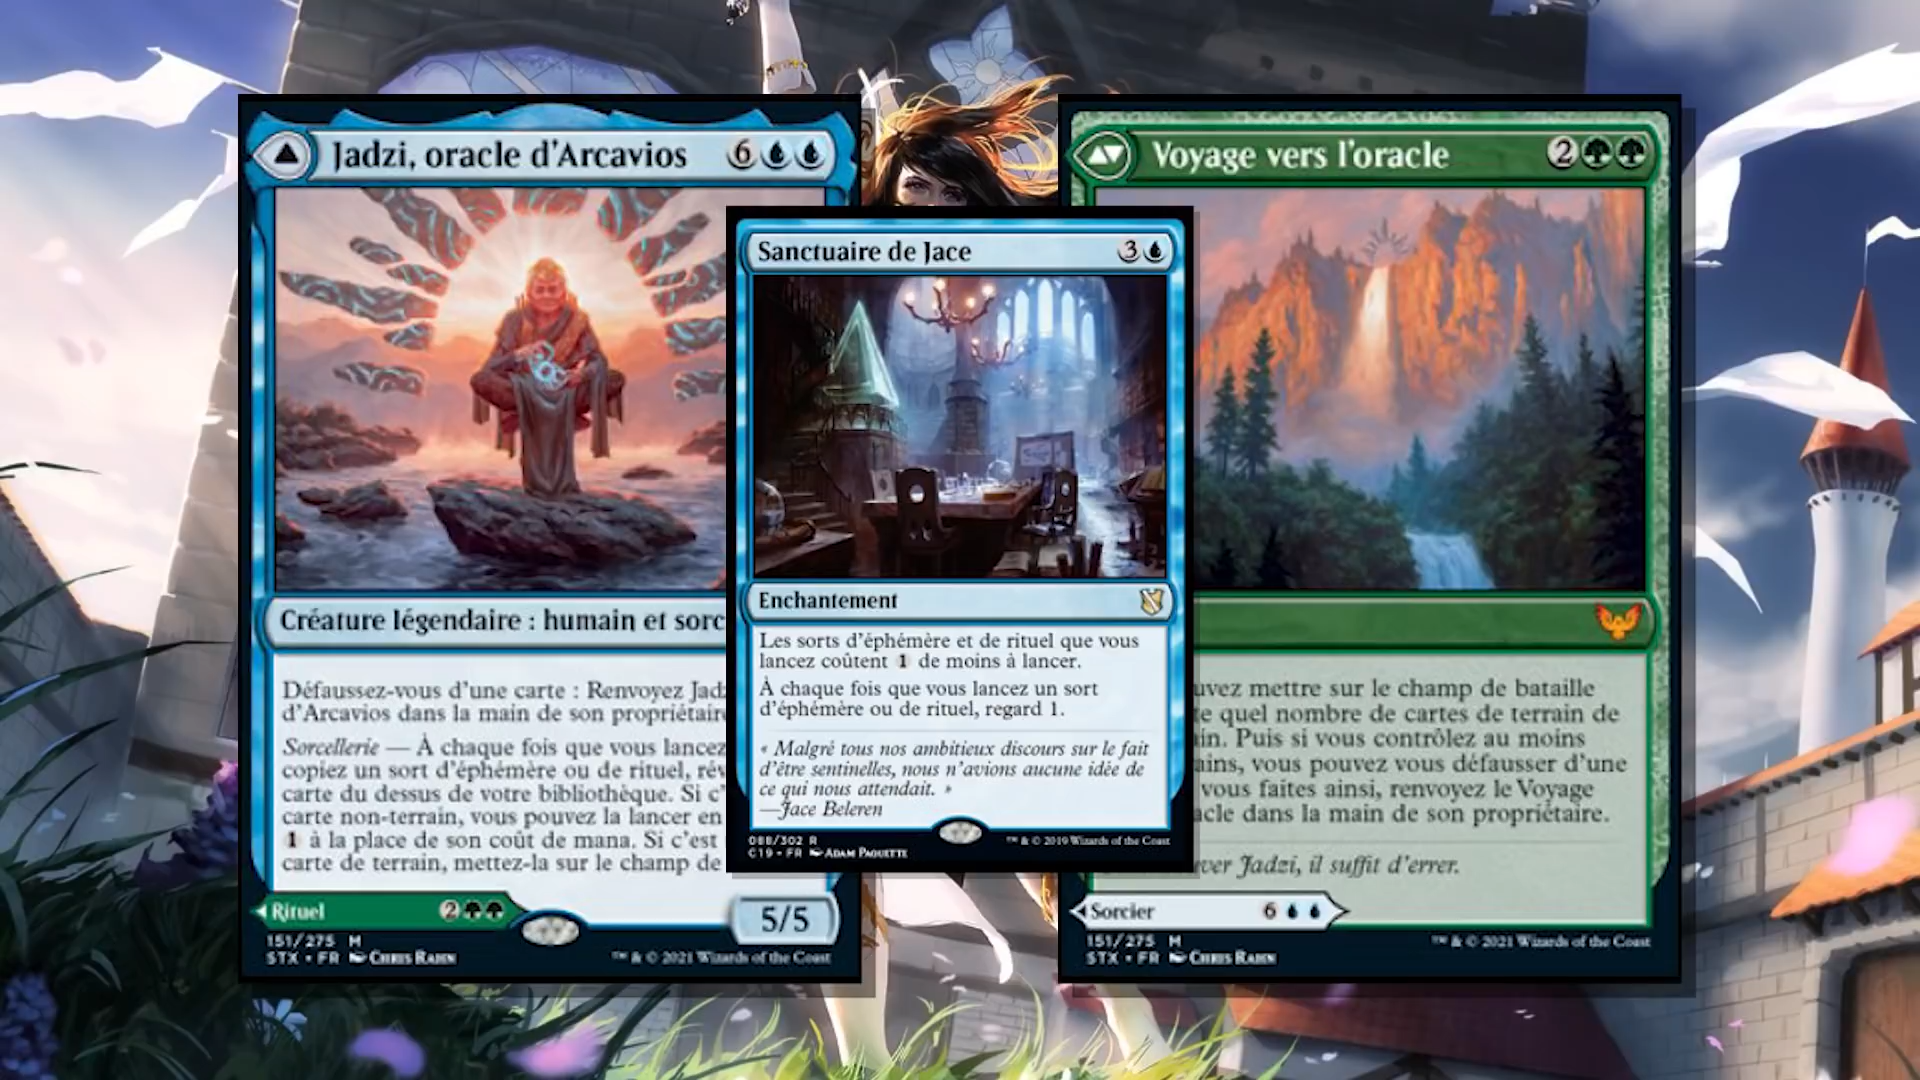 Jadzi, oracle d'Arcavios 6
Créature légendaire : humain et sorc
Défaussez-vous d'une carte : Renvoyez Jad
d'Arcavios dans la main de son propriétaire
Sorcellerie — À chaque fois que vous lancez
copiez un sort d'éphémère ou de rituel, rév
carte du dessus de votre bibliothèque. Si c'
carte non-terrain, vous pouvez la lancer en
1 à la place de son coût de mana. Si c'est
carte de terrain, mettez-la sur le champ de
Rituel 2
5/5
151/275 M
STX • FR Chris Rahn
™ & © 2021 Wizards of the Coast
Sanctuaire de Jace 3
Enchantement
Les sorts d'éphémère et de rituel que vous
lancez coûtent 1 de moins à lancer.
À chaque fois que vous lancez un sort
d'éphémère ou de rituel, regard 1.
« Malgré tous nos ambitieux discours sur le fait
d'être sentinelles, nous n'avions aucune idée de
ce qui nous attendait. »
—Jace Beleren
088/302 R
C19 • FR Adam Paquette
™ & © 2019 Wizards of the Coast
Voyage vers l'oracle 2
uvez mettre sur le champ de bataille
te quel nombre de cartes de terrain de
in. Puis si vous contrôlez au moins
ains, vous pouvez vous défausser d'une
vous faites ainsi, renvoyez le Voyage
acle dans la main de son propriétaire.
ver Jadzi, il suffit d'errer.
Sorcier 6
151/275 M
STX • FR Chris Rahn
™ & © 2021 Wizards of the Coast